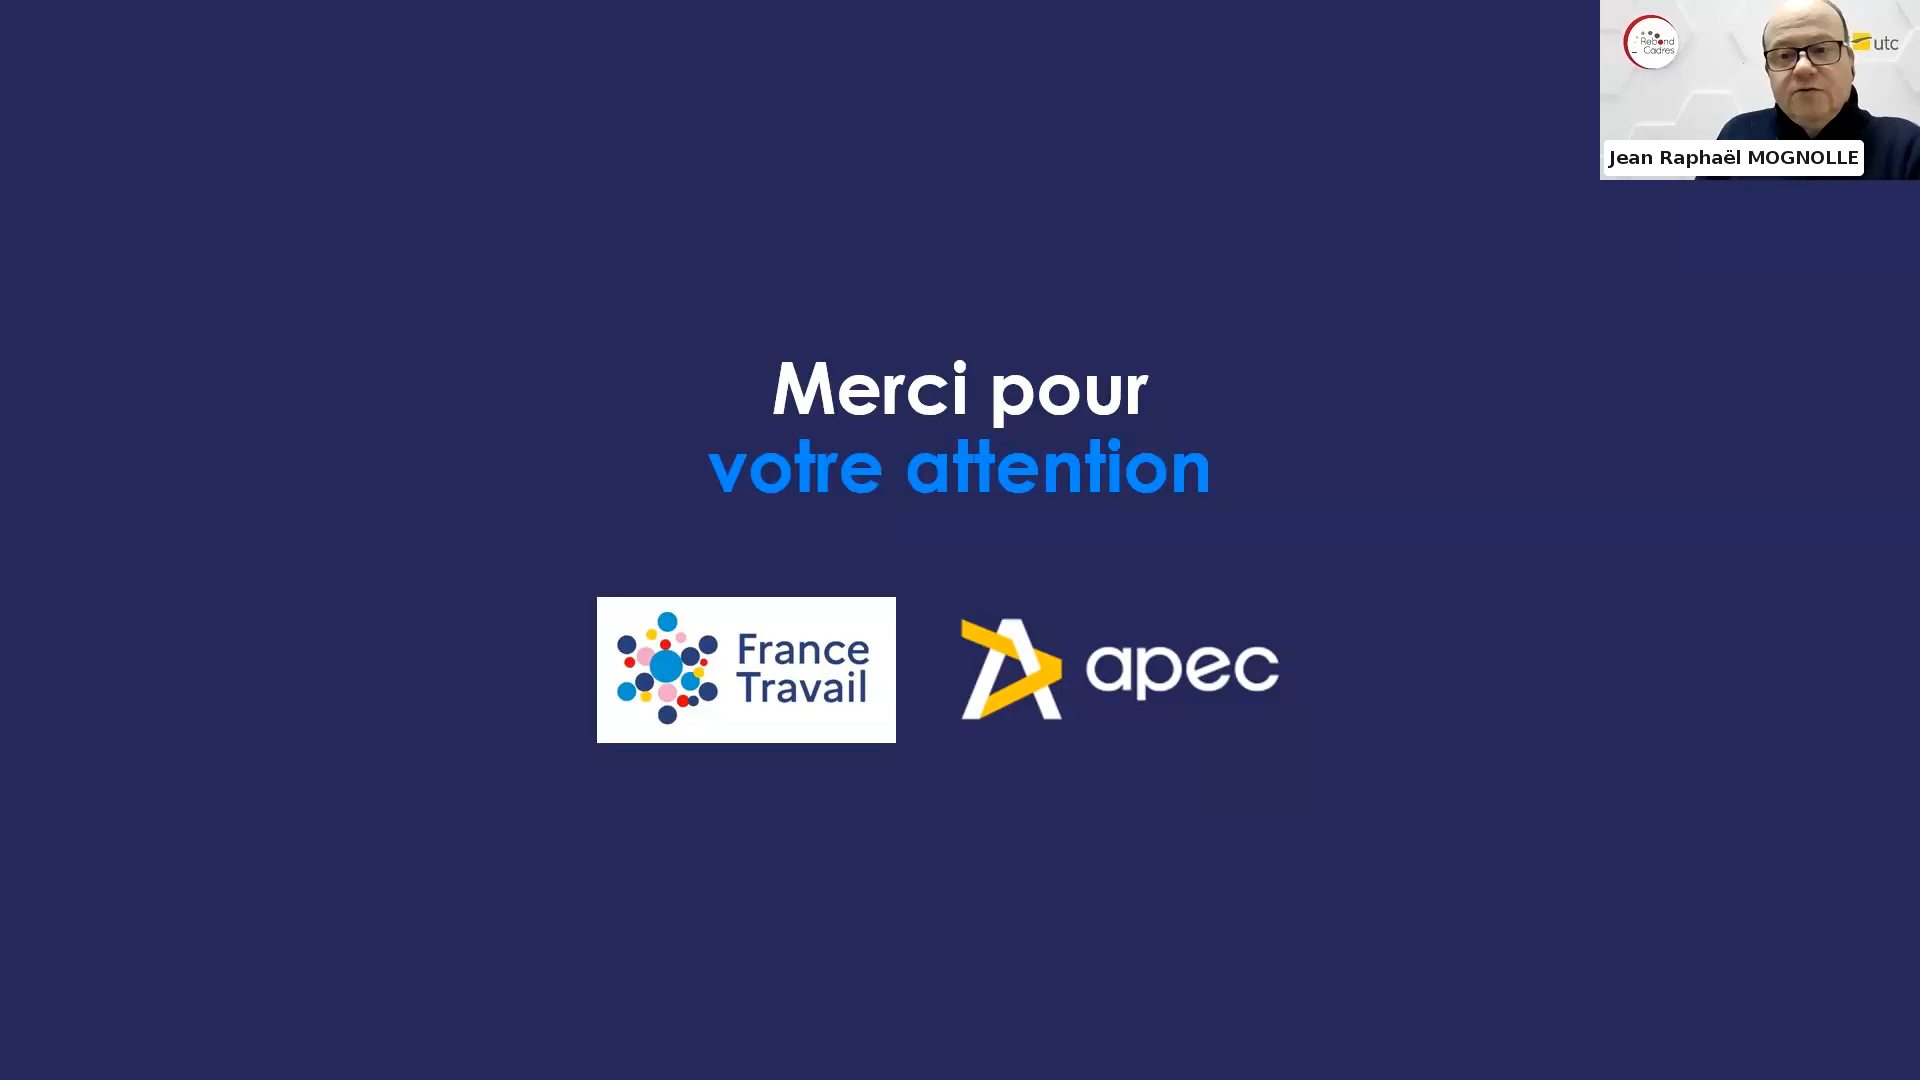 Rebond
Cadres
utc
Jean Raphaël MOGNOLLE
Merci pour
votre attention
France
Travail
apec